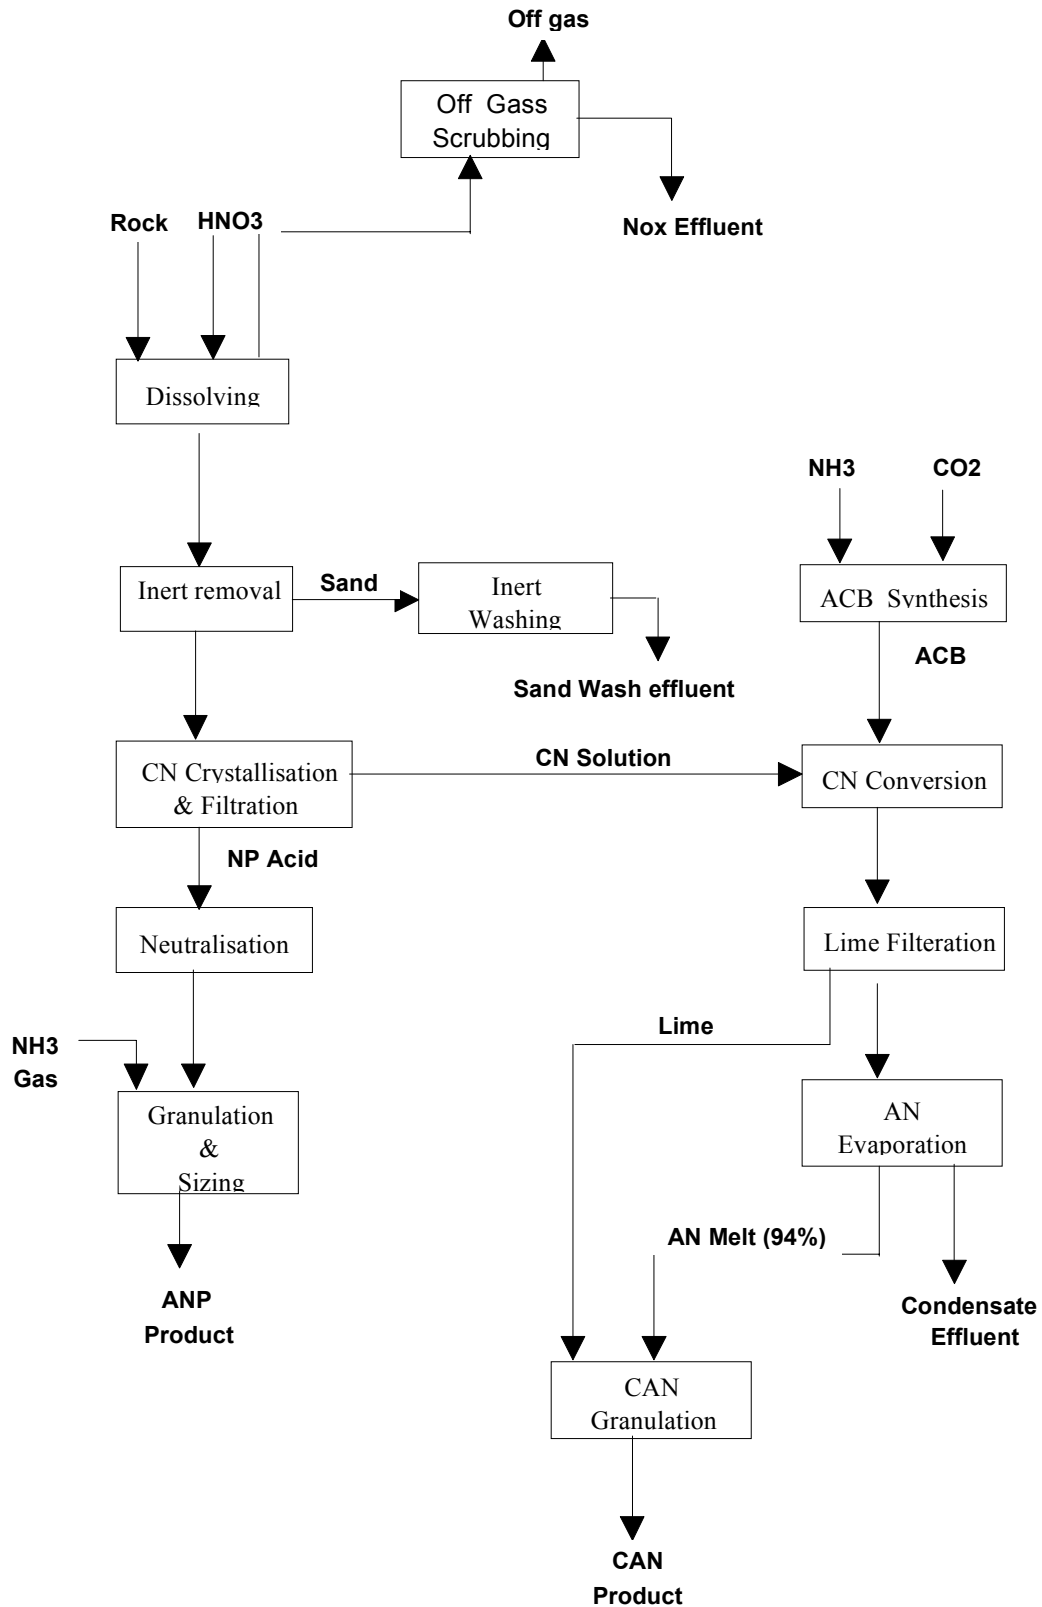 Off gas
Off Gass
Scrubbing
Nox Effluent
Rock
HNO3
Dissolving
NH3
CO2
Inert removal
Sand
Inert
Washing
Sand Wash effluent
ACB Synthesis
ACB
CN Crystallisation
& Filtration
CN Solution
CN Conversion
NP Acid
Neutralisation
Lime Filteration
Lime
NH3
Gas
Granulation
&
Sizing
AN
Evaporation
AN Melt (94%)
ANP
Product
Condensate
Effluent
CAN
Granulation
CAN
Product